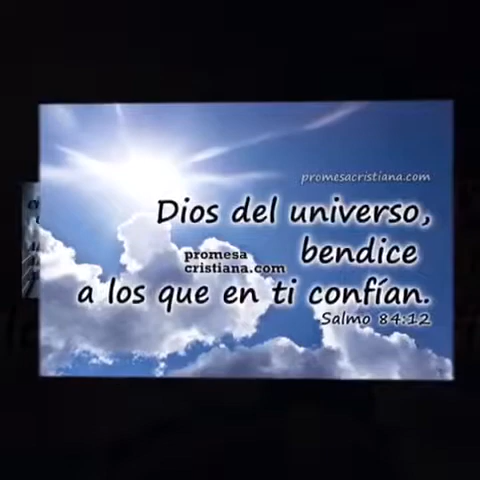 promesacristiana.com
Dios del universo,
bendice
promesa
cristiana.com
a los que en ti confían.
Salmo 84:12